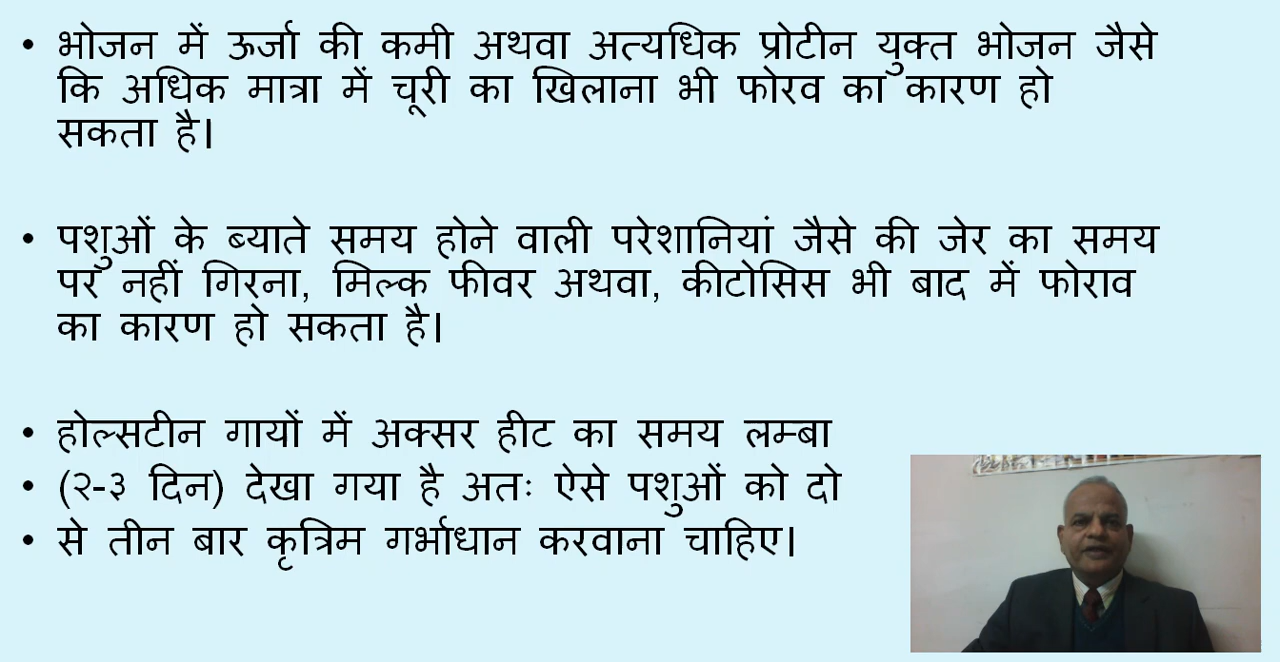 • भोजन में ऊर्जा की कमी अथवा अत्यधिक प्रोटीन युक्त भोजन जैसे
कि अधिक मात्रा में चूरी का खिलाना भी फोरव का कारण हो
सकता है।
• पशुओं के ब्याते समय होने वाली परेशानियां जैसे की जेर का समय
पर नहीं गिरना, मिल्क फीवर अथवा, कीटोसिस भी बाद में फोराव
का कारण हो सकता है।
• होल्सटीन गायों में अक्सर हीट का समय लम्बा
• (२-३ दिन) देखा गया है अतः ऐसे पशुओं को दो
• से तीन बार कृत्रिम गर्भाधान करवाना चाहिए।